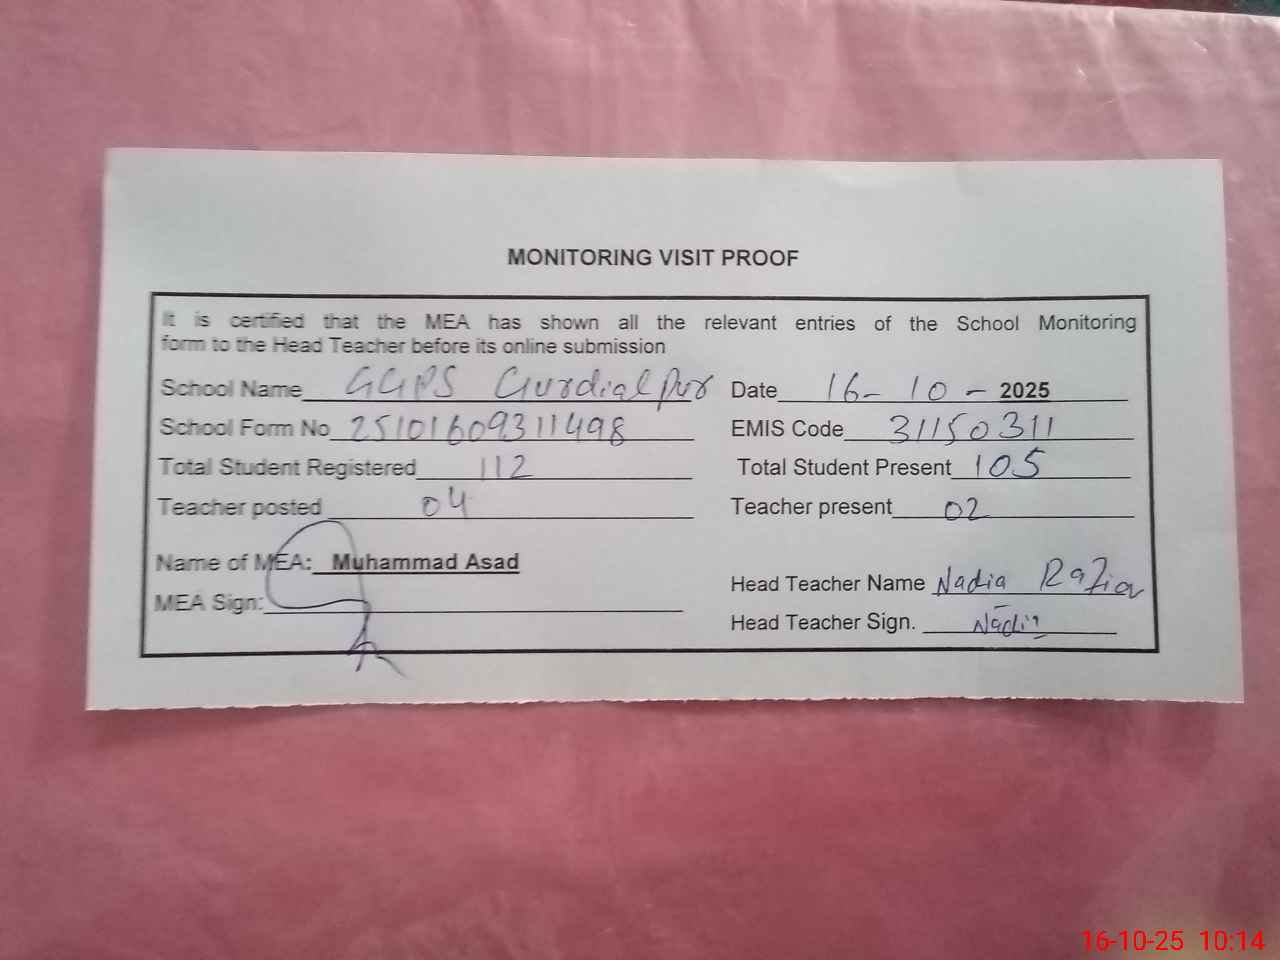 MONITORING VISIT PROOF
It is certified that the MEA has shown all the relevant entries of the School Monitoring
form to the Head Teacher before its online submission
School Name GGPS Gurdial pur Date 16- 10 - 2025
School Form No 25101609311498 EMIS Code 31150311
Total Student Registered 112 Total Student Present 105
Teacher posted 04 Teacher present 02
Name of MEA: Muhammad Asad
Head Teacher Name Nadia Razia
MEA Sign:
Head Teacher Sign. Nadia
16-10-25 10:14